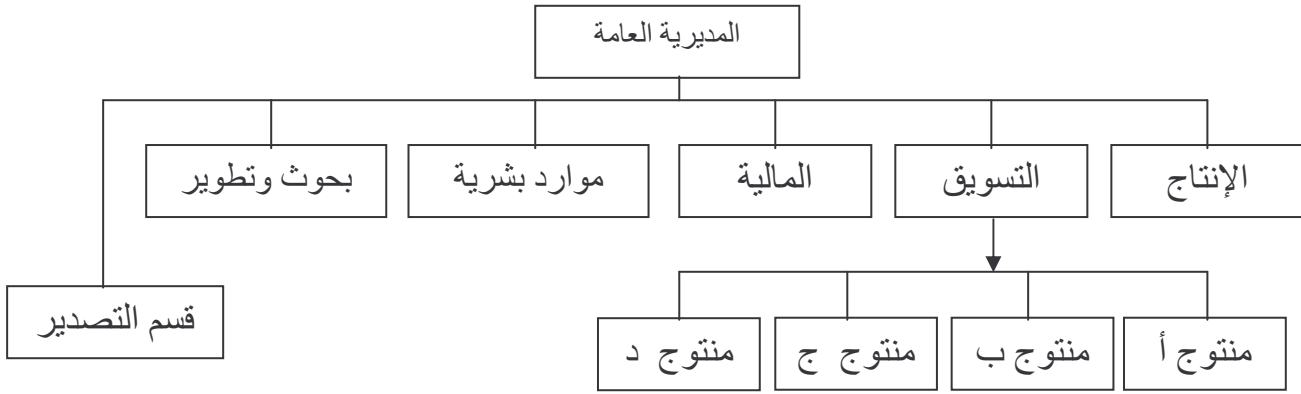 المديرية العامة
الإنتاج
التسويق
المالية
موارد بشرية
بحوث وتطوير
قسم التصدير
منتوج أ
منتوج ب
منتوج ج
منتوج د